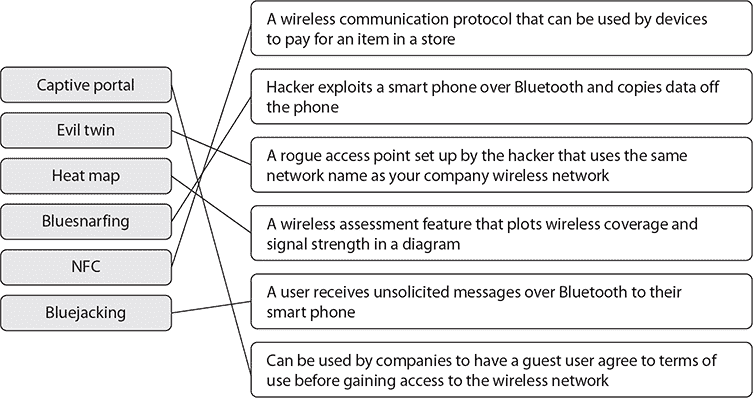 Captive portal
Evil twin
Heat map
Bluesnarfing
NFC
Bluejacking
A wireless communication protocol that can be used by devices
to pay for an item in a store
Hacker exploits a smart phone over Bluetooth and copies data off
the phone
A rogue access point set up by the hacker that uses the same
network name as your company wireless network
A wireless assessment feature that plots wireless coverage and
signal strength in a diagram
A user receives unsolicited messages over Bluetooth to their
smart phone
Can be used by companies to have a guest user agree to terms of
use before gaining access to the wireless network